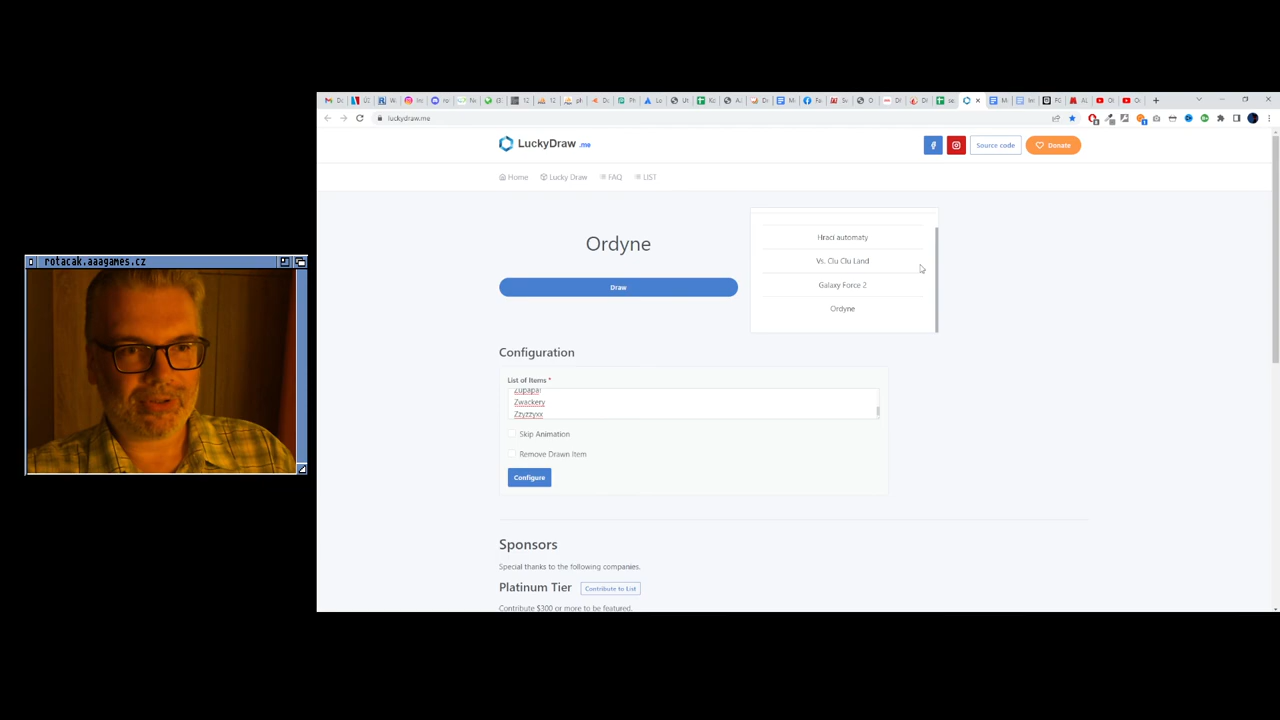 rotacak.aaagames.cz
luckydraw.me
LuckyDraw .me
Source code
Donate
Home
Lucky Draw
FAQ
LIST
Ordyne
Draw
Hrací automaty
Vs. Clu Clu Land
Galaxy Force 2
Ordyne
Configuration
List of Items *
Zupapa!
Zwackery
Zzyzzyxx
Skip Animation
Remove Drawn Item
Configure
Sponsors
Special thanks to the following companies.
Platinum Tier
Contribute to List
Contribute $300 or more to be featured.